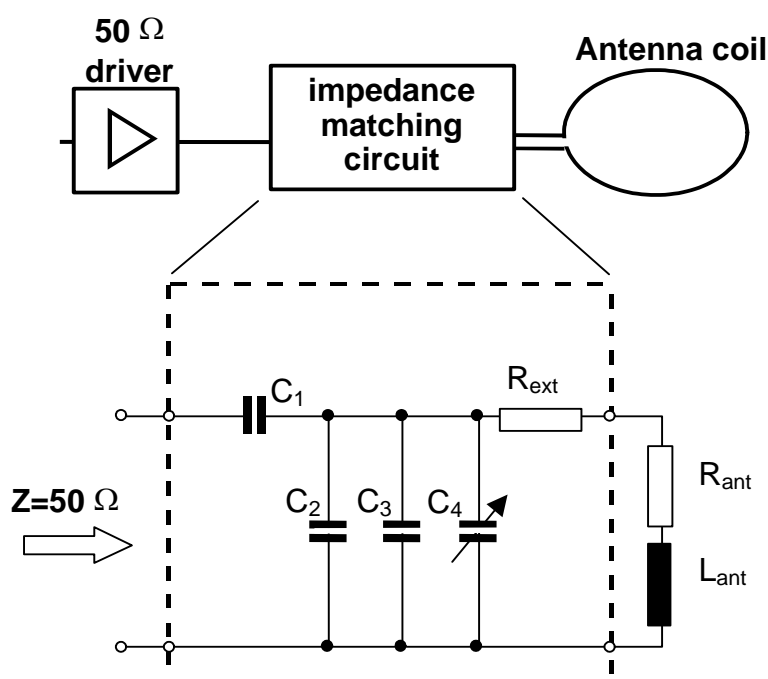 50 Ω
driver
impedance
matching
circuit
Antenna coil
C₁
Rₑₓₜ
Z=50 Ω
C₂
C₃
C₄
Rₐₙₜ
Lₐₙₜ